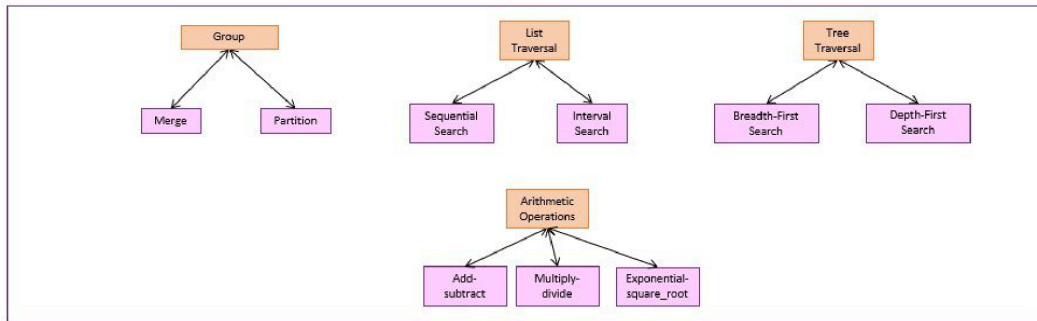 Group
List
Traversal
Tree
Traversal
Merge
Partition
Sequential
Search
Interval
Search
Breadth-First
Search
Depth-First
Search
Arithmetic
Operations
Add-
subtract
Multiply-
divide
Exponential-
square_root